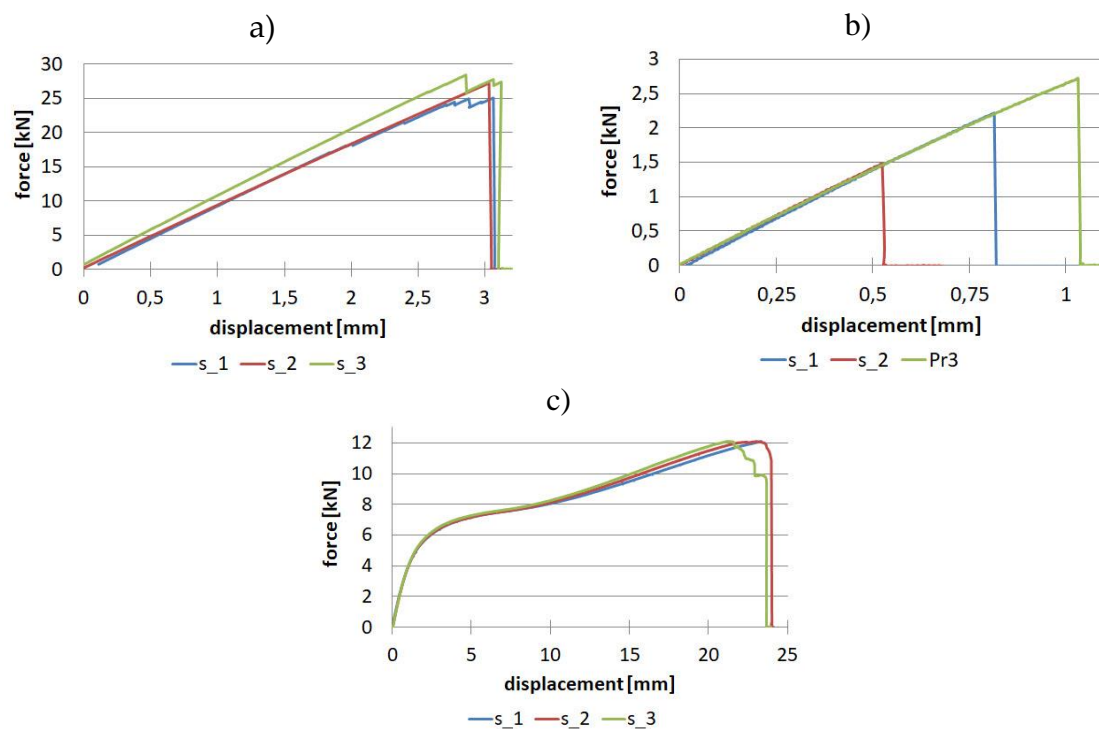 a)
30
25
20
15
10
5
0
force [kN]
0 0,5 1 1,5 2 2,5 3
displacement [mm]
s_1 s_2 s_3
b)
3
2,5
2
1,5
1
0,5
0
force [kN]
0 0,25 0,5 0,75 1
displacement [mm]
s_1 s_2 Pr3
c)
12
10
8
6
4
2
0
force [kN]
0 5 10 15 20 25
displacement [mm]
s_1 s_2 s_3